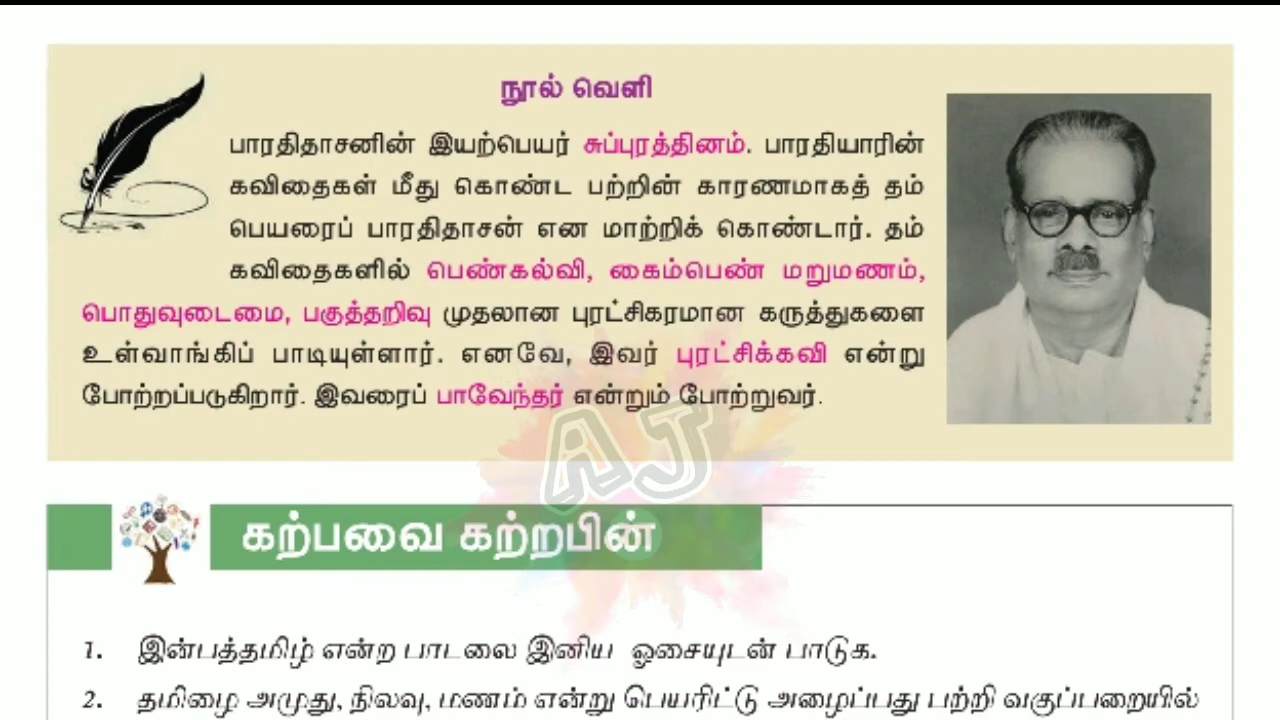 நூல் வெளி
பாரதிதாசனின் இயற்பெயர் சுப்புரத்தினம். பாரதியாரின்
கவிதைகள் மீது கொண்ட பற்றின் காரணமாகத் தம்
பெயரைப் பாரதிதாசன் என மாற்றிக் கொண்டார். தம்
கவிதைகளில் பெண்கல்வி, கைம்பெண் மறுமணம்,
பொதுவுடைமை, பகுத்தறிவு முதலான புரட்சிகரமான கருத்துகளை
உள்வாங்கிப் பாடியுள்ளார். எனவே, இவர் புரட்சிக்கவி என்று
போற்றப்படுகிறார். இவரைப் பாவேந்தர் என்றும் போற்றுவர்.
AJ
கற்பவை கற்றபின்
1. இன்பத்தமிழ் என்ற பாடலை இனிய ஓசையுடன் பாடுக.
2. தமிழை அமுது, நிலவு, மணம் என்று பெயரிட்டு அழைப்பது பற்றி வகுப்பறையில்